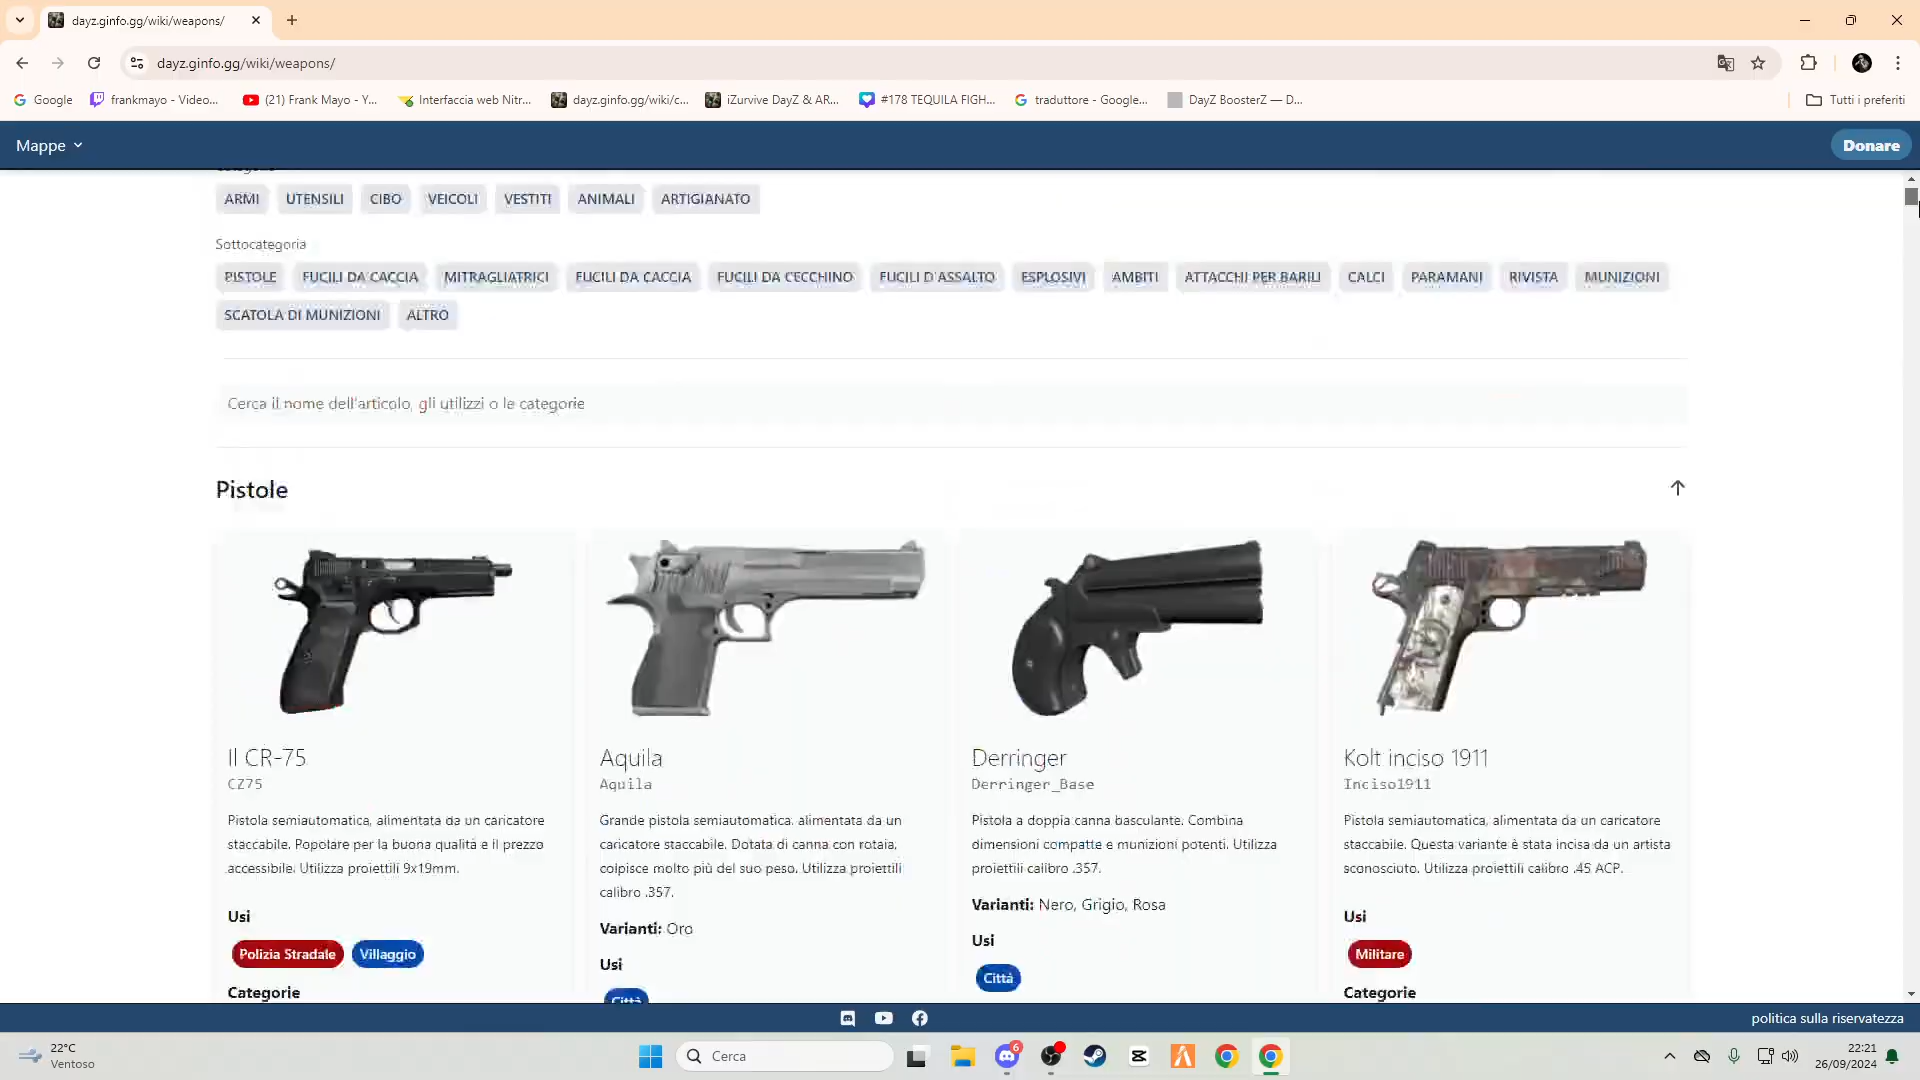 dayz.ginfo.gg/wiki/weapons/
dayz.ginfo.gg/wiki/weapons/
Google
frankmayo - Video...
(21) Frank Mayo - Y...
Interfaccia web Nitr...
dayz.ginfo.gg/wiki/c...
iZurvive DayZ & AR...
#178 TEQUILA FIGH...
traduttore - Google...
DayZ BoosterZ — D...
Tutti i preferiti
Mappe
Donare
ARMI UTENSILI CIBO VEICOLI VESTITI ANIMALI ARTIGIANATO
Sottocategoria
PISTOLE FUCILI DA CACCIA MITRAGLIATRICI FUCILI DA CACCIA FUCILI DA CECCHINO FUCILI D'ASSALTO ESPLOSIVI AMBITI ATTACCHI PER BARILI CALCI PARAMANI RIVISTA MUNIZIONI
SCATOLA DI MUNIZIONI ALTRO
Cerca il nome dell'articolo, gli utilizzi o le categorie
Pistole
Il CR-75
CZ75
Pistola semiautomatica, alimentata da un caricatore
staccabile. Popolare per la buona qualità e il prezzo
accessibile. Utilizza proiettili 9x19mm.
Usi
Polizia Stradale Villaggio
Categorie
Aquila
Aquila
Grande pistola semiautomatica. alimentata da un
caricatore staccabile. Dotata di canna con rotaia,
colpisce molto più del suo peso. Utilizza proiettili
calibro .357.
Varianti: Oro
Usi
Città
Derringer
Derringer_Base
Pistola a doppia canna basculante. Combina
dimensioni compatte e munizioni potenti. Utilizza
proiettili calibro .357.
Varianti: Nero, Grigio, Rosa
Usi
Città
Kolt inciso 1911
Inciso1911
Pistola semiautomatica, alimentata da un caricatore
staccabile. Questa variante è stata incisa da un artista
sconosciuto. Utilizza proiettili calibro .45 ACP.
Usi
Militare
Categorie
politica sulla riservatezza
22°C
Ventoso
Cerca
6
22:21
26/09/2024